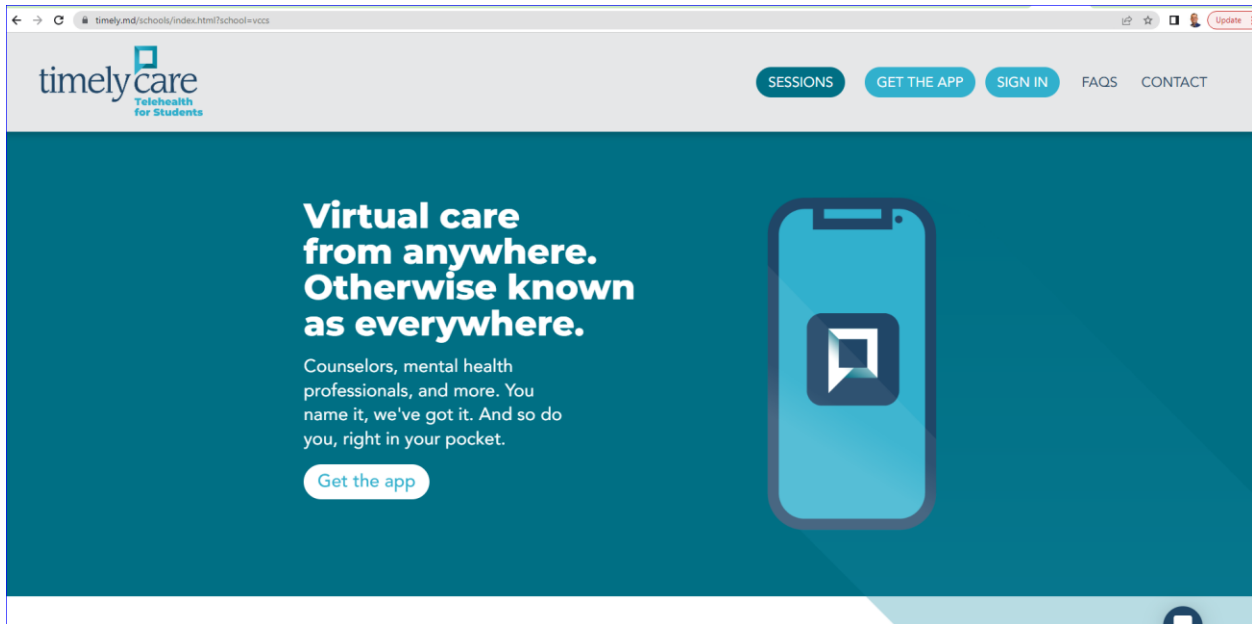 timely.md/schools/index.html?school=vccs
Update
timely care
Telehealth
for Students
SESSIONS
GET THE APP
SIGN IN
FAQS
CONTACT
Virtual care
from anywhere.
Otherwise known
as everywhere.
Counselors, mental health
professionals, and more. You
name it, we've got it. And so do
you, right in your pocket.
Get the app